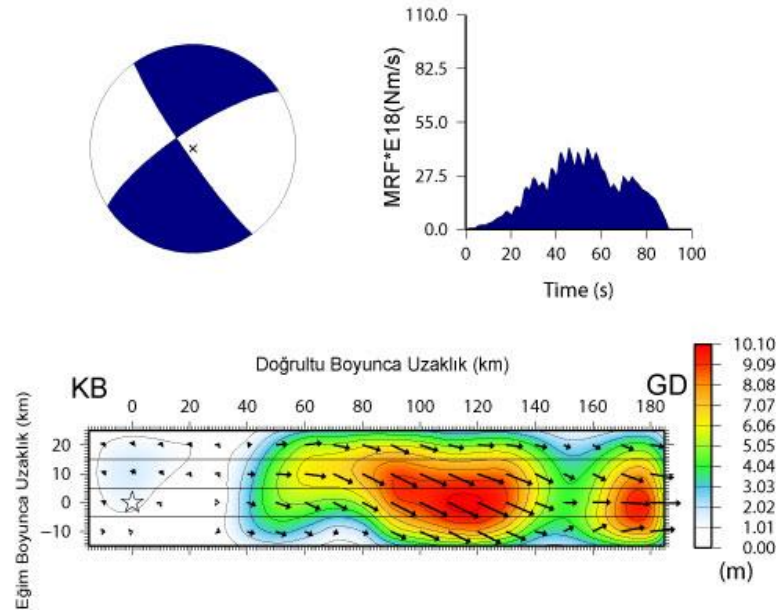 110.0
82.5
55.0
27.5
0.0
MRF*E18(Nm/s)
0 20 40 60 80 100
Time (s)
Doğrultu Boyunca Uzaklık (km)
KB GD
0 20 40 60 80 100 120 140 160 180
Eğim Boyunca Uzaklık (km)
20
10
0
−10
10.10
9.09
8.08
7.07
6.06
5.05
4.04
3.03
2.02
1.01
0.00
(m)